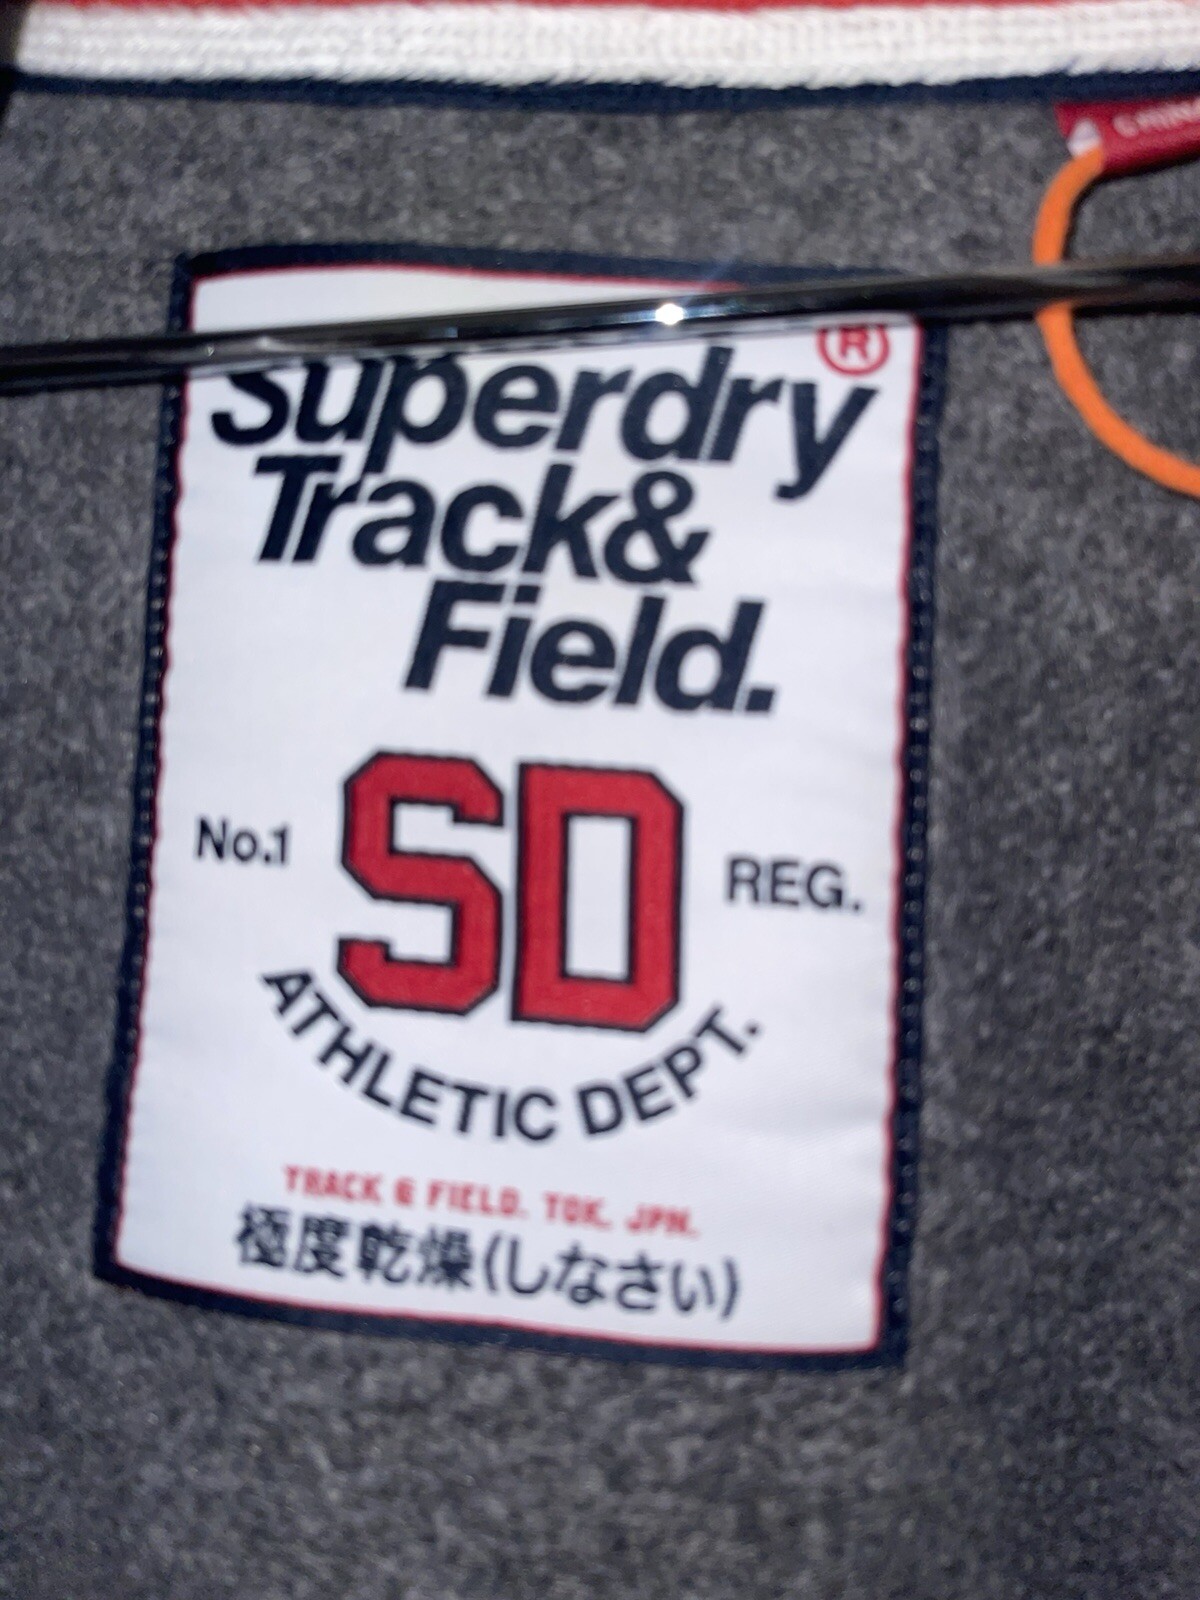 Superdry®
Track&
Field.
No.1 SD REG.
ATHLETIC DEPT.
TRACK & FIELD. TOK. JPN.
極度乾燥(しなさい)